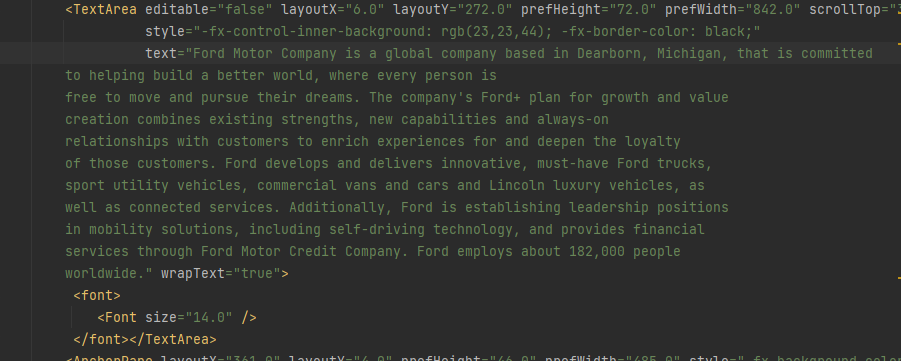 <TextArea editable="false" layoutX="6.0" layoutY="272.0" prefHeight="72.0" prefWidth="842.0" scrollTop="
style="-fx-control-inner-background: rgb(23,23,44); -fx-border-color: black;"
text="Ford Motor Company is a global company based in Dearborn, Michigan, that is committed
to helping build a better world, where every person is
free to move and pursue their dreams. The company's Ford+ plan for growth and value
creation combines existing strengths, new capabilities and always-on
relationships with customers to enrich experiences for and deepen the loyalty
of those customers. Ford develops and delivers innovative, must-have Ford trucks,
sport utility vehicles, commercial vans and cars and Lincoln luxury vehicles, as
well as connected services. Additionally, Ford is establishing leadership positions
in mobility solutions, including self-driving technology, and provides financial
services through Ford Motor Credit Company. Ford employs about 182,000 people
worldwide." wrapText="true">
<font>
<Font size="14.0" />
</font></TextArea>
<AnchorPane layoutX="361.0" layoutY="4.0" prefHeight="46.0" prefWidth="485.0" style="-fx-background-color